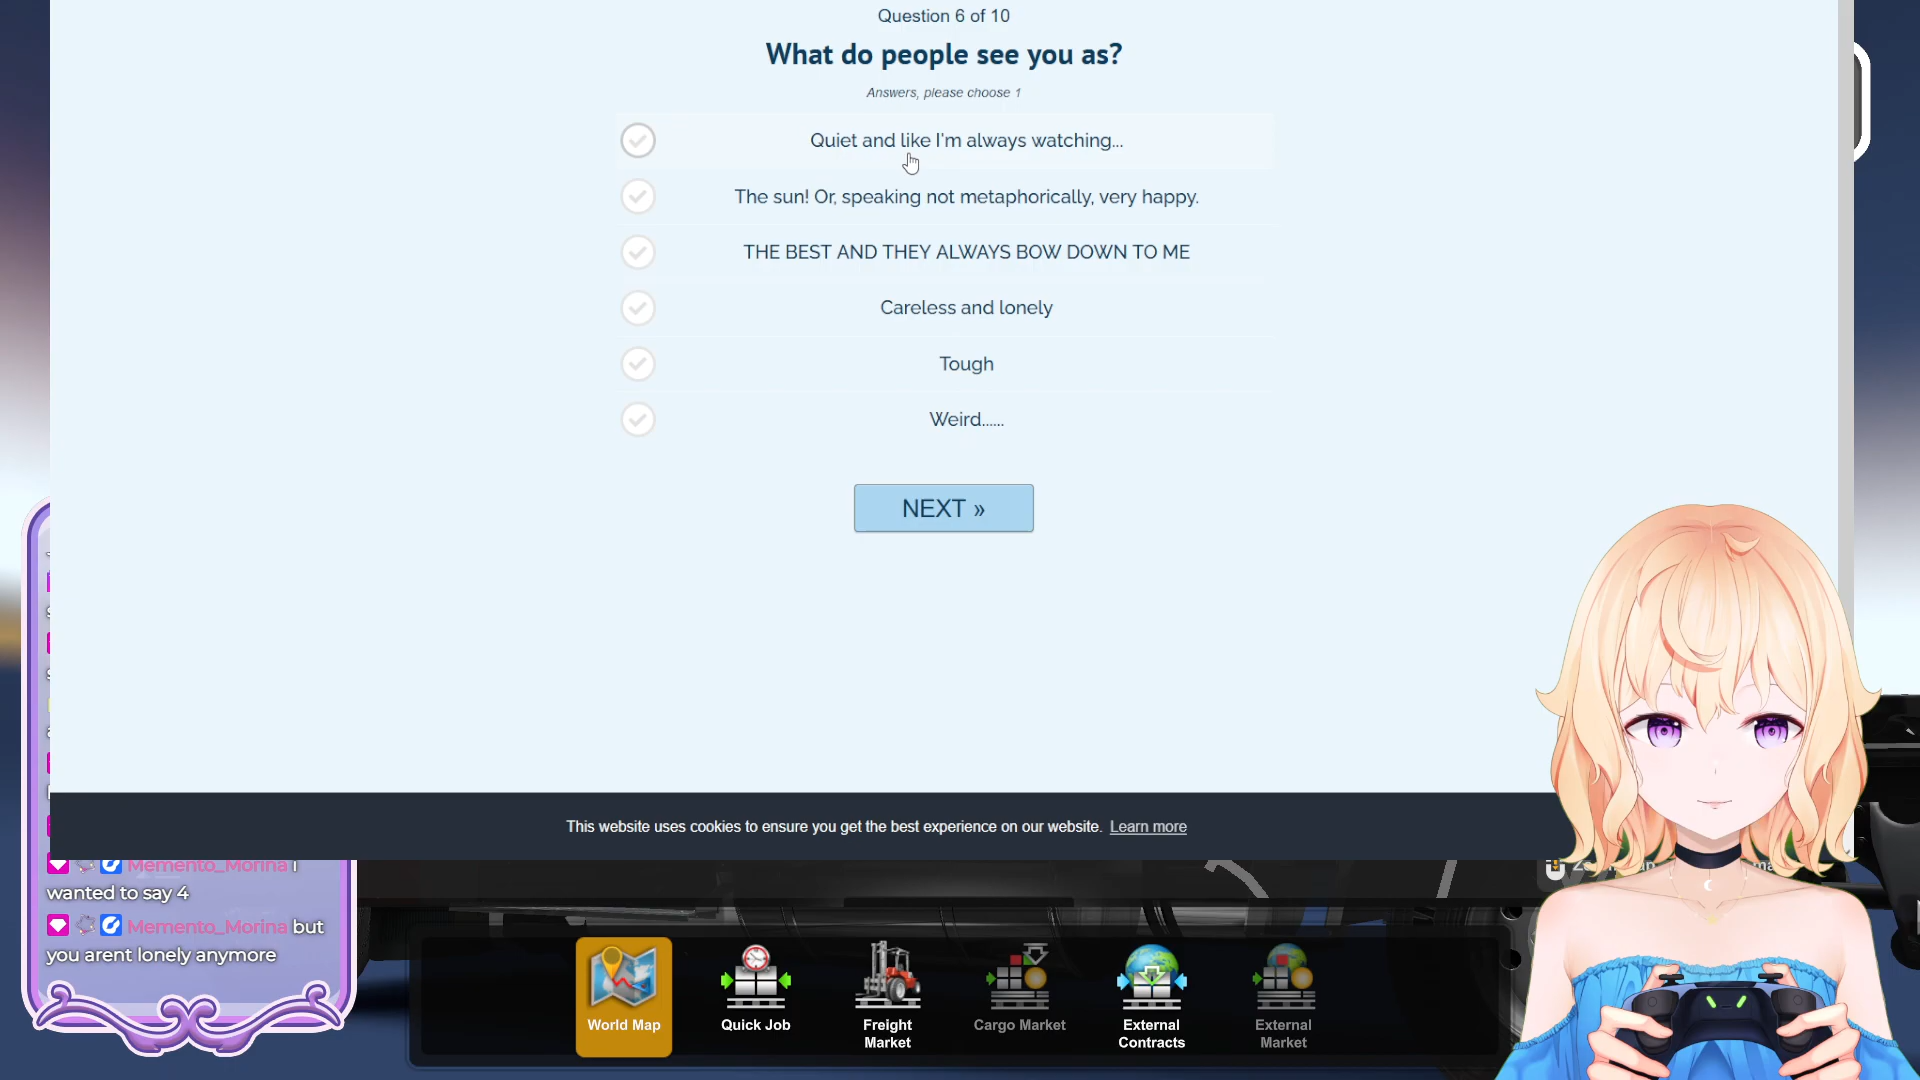 Question 6 of 10
What do people see you as?
Answers, please choose 1
Quiet and like I'm always watching...
The sun! Or, speaking not metaphorically, very happy.
THE BEST AND THEY ALWAYS BOW DOWN TO ME
Careless and lonely
Tough
Weird......
NEXT »
This website uses cookies to ensure you get the best experience on our website. Learn more
Memento_Morina I
wanted to say 4
Memento_Morina but
you arent lonely anymore
World Map
Quick Job
Freight
Market
Cargo Market
External
Contracts
External
Market